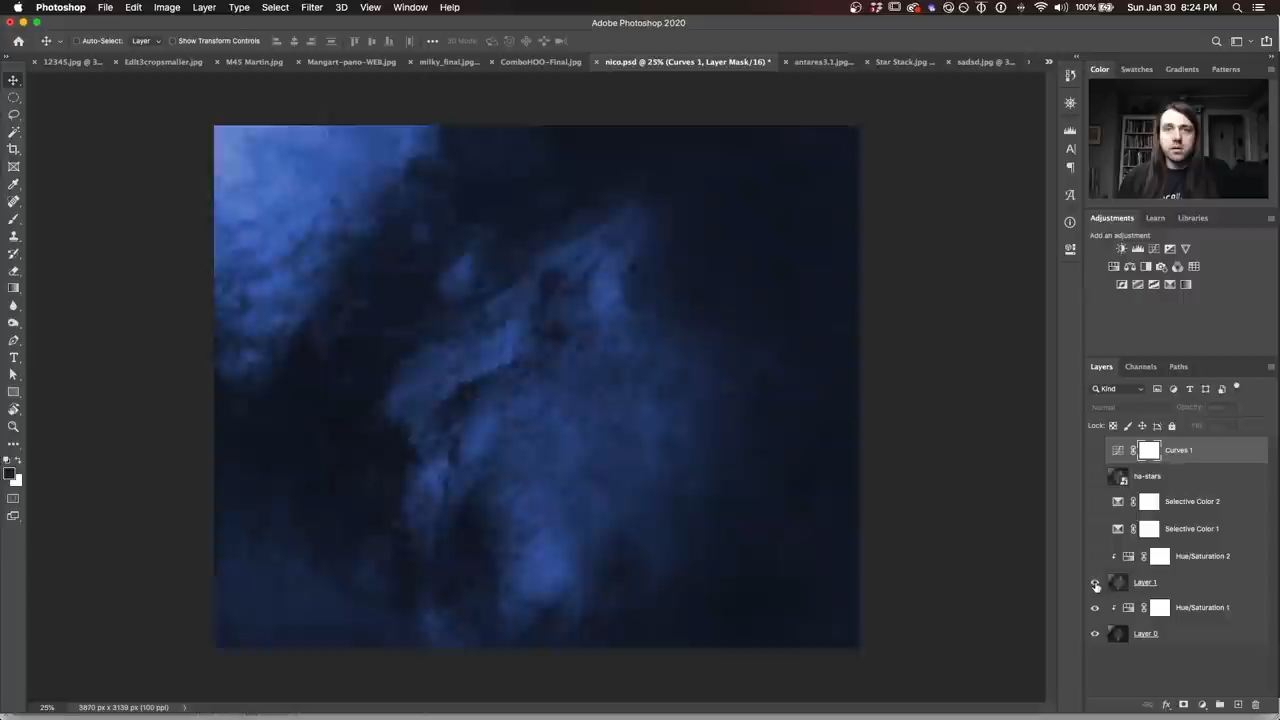 Photoshop File Edit Image Layer Type Select Filter 3D View Window Help 100% Sun Jan 30 8:24 PM
Adobe Photoshop 2020
Auto-Select: Layer Show Transform Controls 3D Mode:
12345.jpg @ 3... Edit3cropsmaller.jpg M45 Martin.jpg Mangart-pano-WEB.jpg milky_final.jpg... ComboHOO-Final.jpg nico.psd @ 25% (Curves 1, Layer Mask/16) * antares3.1.jpg... Star Stack.jpg ... sadsd.jpg @ 3...
Color Swatches Gradients Patterns
Adjustments Learn Libraries
Add an adjustment
Layers Channels Paths
Kind
Normal Opacity:
Lock: Fill:
Curves 1
ha-stars
Selective Color 2
Selective Color 1
Hue/Saturation 2
Layer 1
Hue/Saturation 1
Layer 0
25% 3870 px x 3139 px (100 ppi)